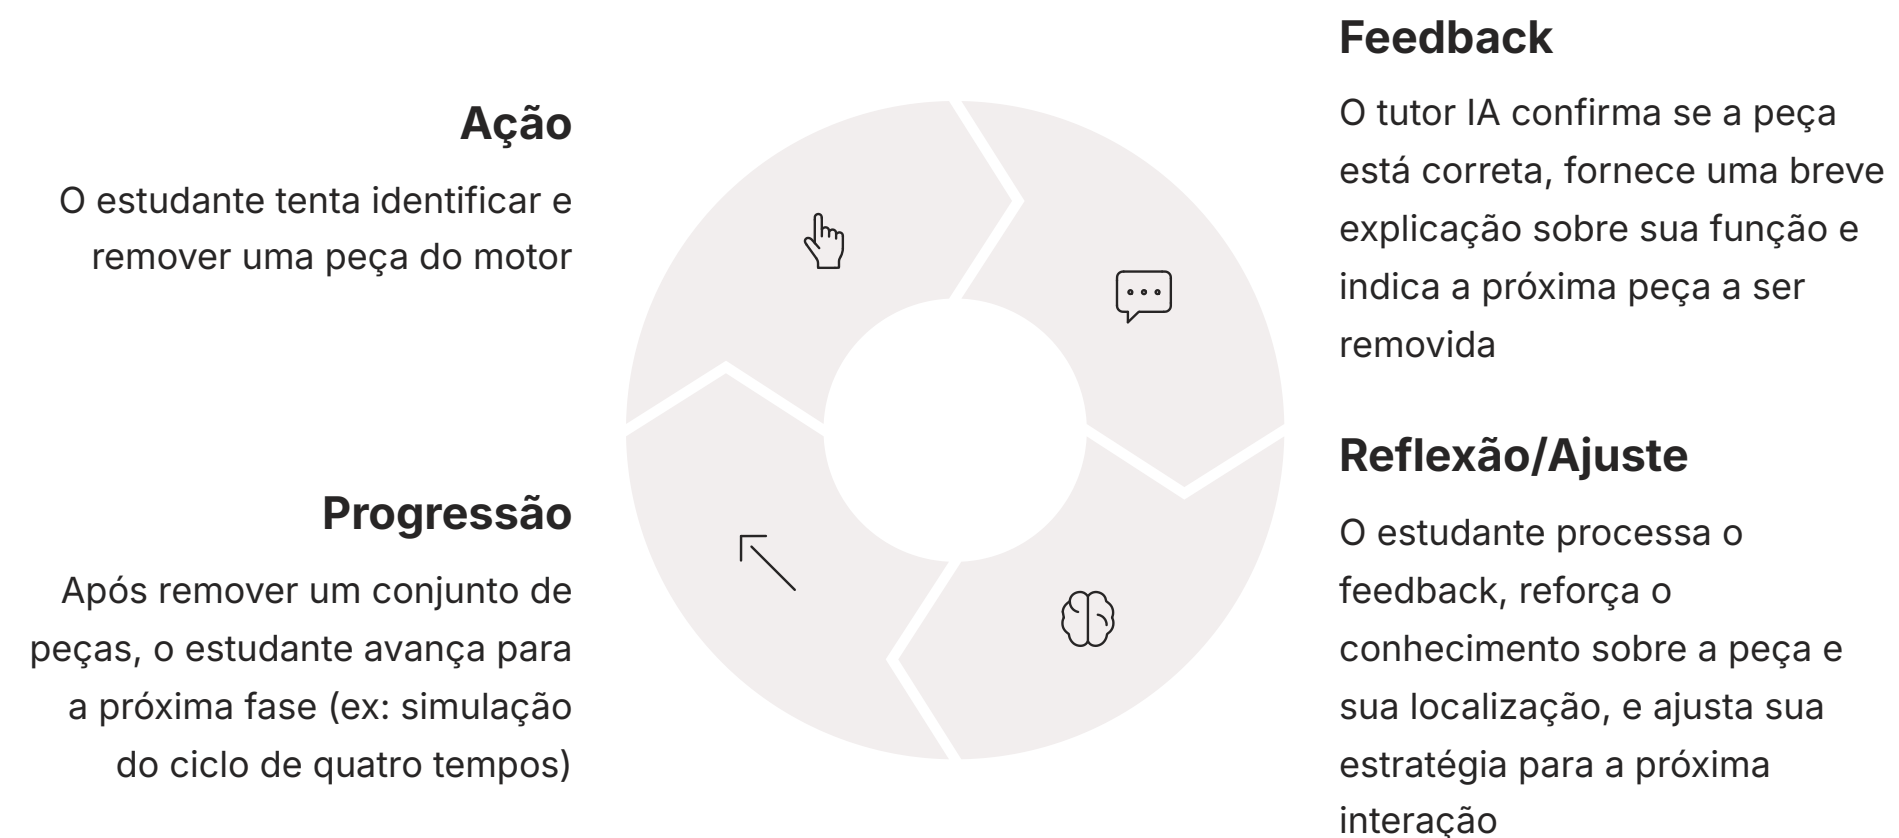 Ação
O estudante tenta identificar e
remover uma peça do motor
Feedback
O tutor IA confirma se a peça
está correta, fornece uma breve
explicação sobre sua função e
indica a próxima peça a ser
removida
Reflexão/Ajuste
O estudante processa o
feedback, reforça o
conhecimento sobre a peça e
sua localização, e ajusta sua
estratégia para a próxima
interação
Progressão
Após remover um conjunto de
peças, o estudante avança para
a próxima fase (ex: simulação
do ciclo de quatro tempos)